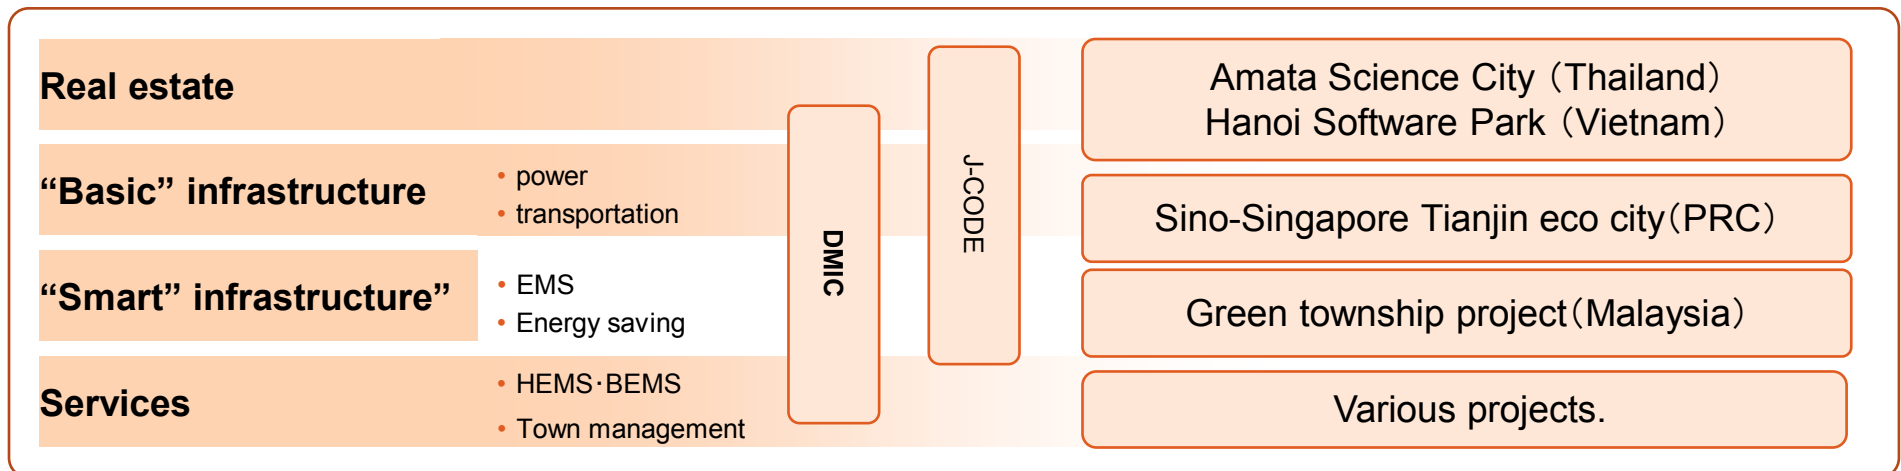 Real estate
“Basic” infrastructure
• power
• transportation
“Smart” infrastructure”
• EMS
• Energy saving
Services
• HEMS･BEMS
• Town management
DMIC
J-CODE
Amata Science City（Thailand）
Hanoi Software Park（Vietnam）
Sino-Singapore Tianjin eco city（PRC）
Green township project（Malaysia）
Various projects.